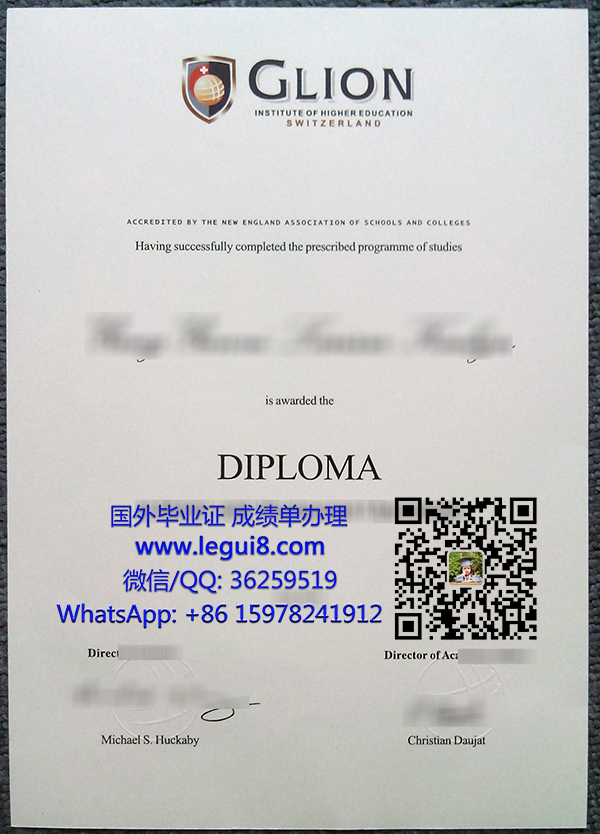 GLION
INSTITUTE OF HIGHER EDUCATION
SWITZERLAND
ACCREDITED BY THE NEW ENGLAND ASSOCIATION OF SCHOOLS AND COLLEGES
Having successfully completed the prescribed programme of studies
is awarded the
DIPLOMA
国外毕业证 成绩单办理
www.legui8.com
微信/QQ: 36259519
WhatsApp: +86 15978241912
Director of
Michael S. Huckaby
Christian Daujat